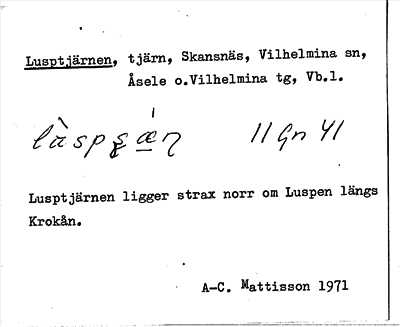 Lusptjärnen, tjärn, Skansnäs, Vilhelmina sn,
Åsele o.Vilhelmina tg, Vb.l.
11 Gn 41
Lusptjärnen ligger strax norr om Luspen längs
Krokån.
A-C. Mattisson 1971